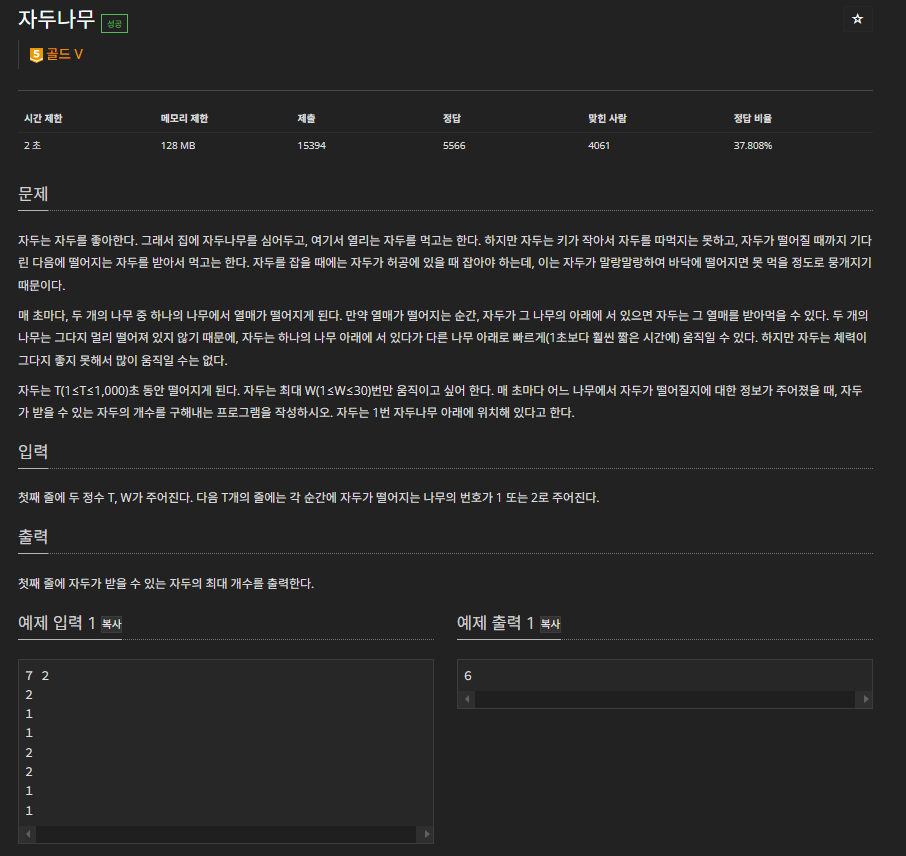 자두나무 성공
☆
5 골드 V
시간 제한 메모리 제한 제출 정답 맞힌 사람 정답 비율
2 초 128 MB 15394 5566 4061 37.808%
문제
자두는 자두를 좋아한다. 그래서 집에 자두나무를 심어두고, 여기서 열리는 자두를 먹고는 한다. 하지만 자두는 키가 작아서 자두를 따먹지는 못하고, 자두가 떨어질 때까지 기다
린 다음에 떨어지는 자두를 받아서 먹고는 한다. 자두를 잡을 때에는 자두가 허공에 있을 때 잡아야 하는데, 이는 자두가 말랑말랑하여 바닥에 떨어지면 못 먹을 정도로 뭉개지기
때문이다.
매 초마다, 두 개의 나무 중 하나의 나무에서 열매가 떨어지게 된다. 만약 열매가 떨어지는 순간, 자두가 그 나무의 아래에 서 있으면 자두는 그 열매를 받아먹을 수 있다. 두 개의
나무는 그다지 멀리 떨어져 있지 않기 때문에, 자두는 하나의 나무 아래에 서 있다가 다른 나무 아래로 빠르게(1초보다 훨씬 짧은 시간에) 움직일 수 있다. 하지만 자두는 체력이
그다지 좋지 못해서 많이 움직일 수는 없다.
자두는 T(1≤T≤1,000)초 동안 떨어지게 된다. 자두는 최대 W(1≤W≤30)번만 움직이고 싶어 한다. 매 초마다 어느 나무에서 자두가 떨어질지에 대한 정보가 주어졌을 때, 자두
가 받을 수 있는 자두의 개수를 구해내는 프로그램을 작성하시오. 자두는 1번 자두나무 아래에 위치해 있다고 한다.
입력
첫째 줄에 두 정수 T, W가 주어진다. 다음 T개의 줄에는 각 순간에 자두가 떨어지는 나무의 번호가 1 또는 2로 주어진다.
출력
첫째 줄에 자두가 받을 수 있는 자두의 최대 개수를 출력한다.
예제 입력 1 복사
7 2
2
1
1
2
2
1
1
예제 출력 1 복사
6